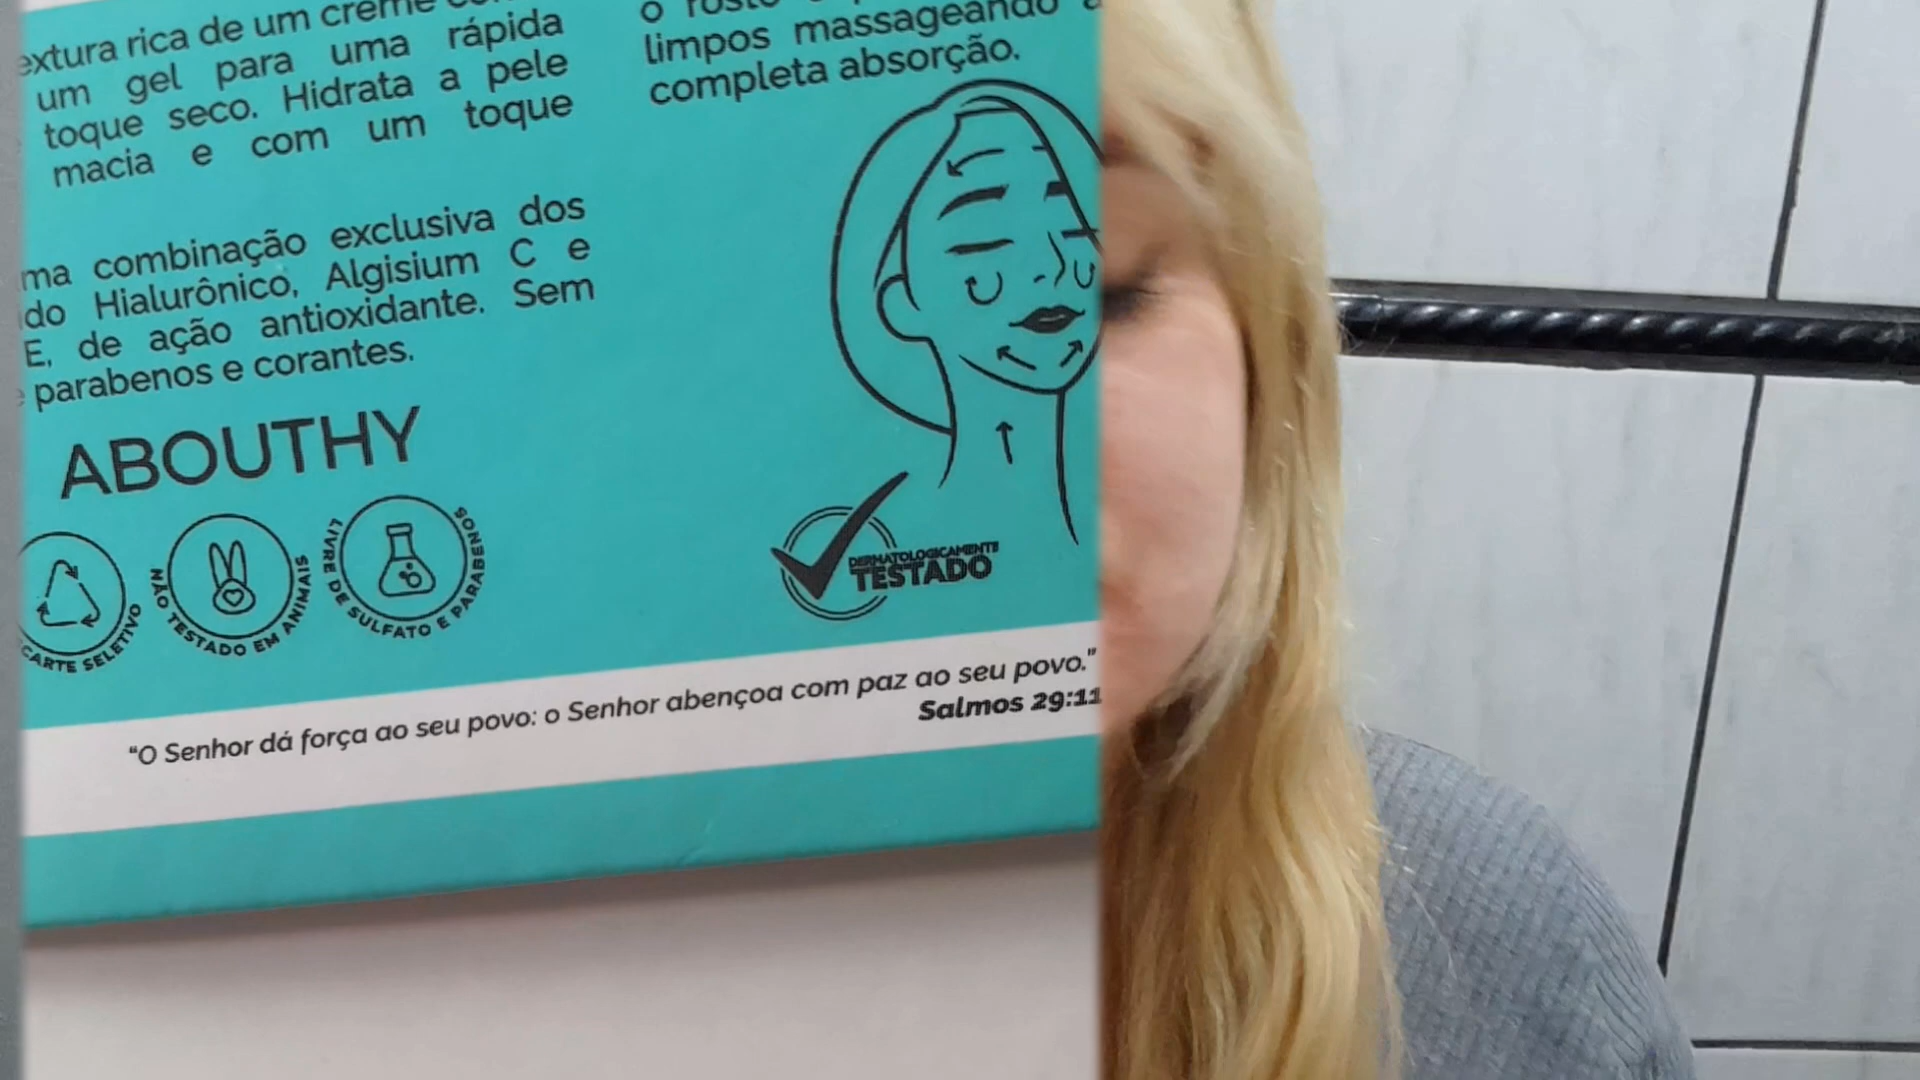 extura rica de um creme
um gel para uma rápida
toque seco. Hidrata a pele
macia e com um toque
ma combinação exclusiva dos
do Hialurônico, Algisium C e
E, de ação antioxidante. Sem
parabenos e corantes.
ABOUTHY
CARTE SELETIVO
NÃO TESTADO EM ANIMAIS
LIVRE DE SULFATO E PARABENOS
o rosto
limpos massageando
completa absorção.
DERMATOLOGICAMENTE
TESTADO
“O Senhor dá força ao seu povo: o Senhor abençoa com paz ao seu povo.”
Salmos 29:11